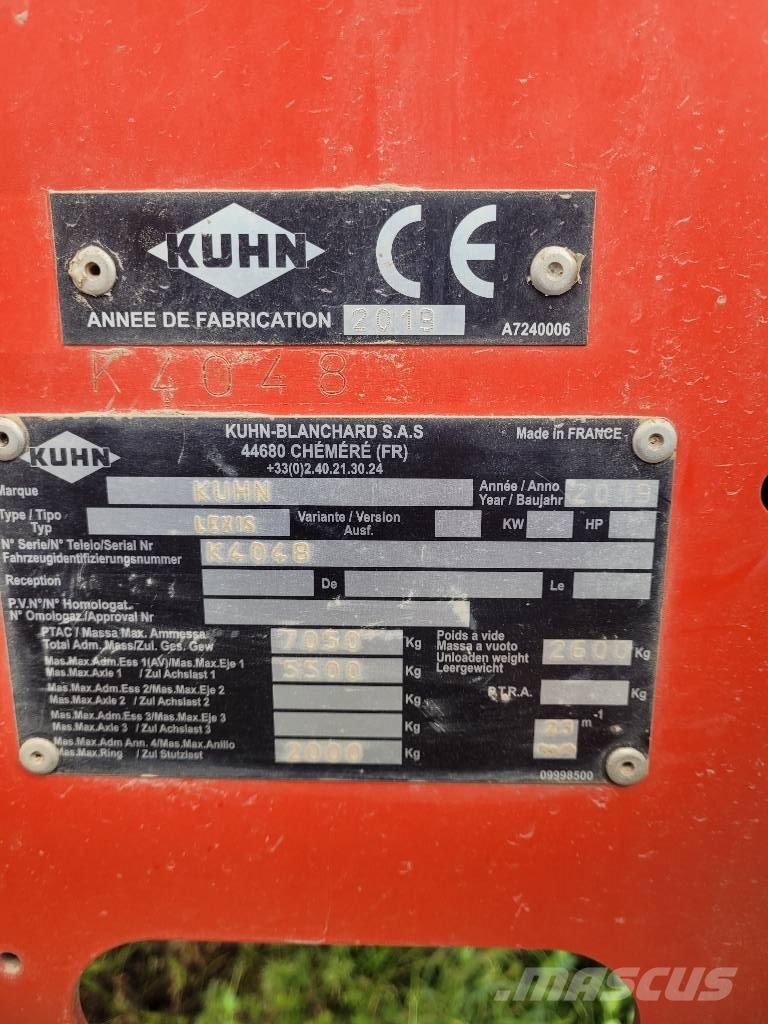 KUHN CE
ANNEE DE FABRICATION 2019 A7240006
K4048
KUHN
KUHN-BLANCHARD S.A.S
44680 CHÉMÉRÉ (FR)
+33(0)2.40.21.30.24
Made in FRANCE
Marque KUHN Année / Anno 2019
Year / Baujahr
Type / Tipo LEXIS Variante / Version KW HP
Typ Ausf.
N° Serie/N° Teleio/Serial Nr K4048
Fahrzeugidentifizierungsnummer
Reception De Le
P.V.N°/N° Homologat.
N° Omologaz./Approval Nr
PTAC / Massa Max. Ammessa 7050 Kg
Total Adm. Mass/Zul. Ges. Gew
Poids à vide 2600 Kg
Massa a vuoto
Unloaden weight
Leergewicht
Mas.Max.Adm.Ess 1(AV)/Mas.Max.Eje 1 5500 Kg
Mas.Max.Axle 1 / Zul Achslast 1
Mas.Max.Adm.Ess 2/Mas.Max.Eje 2 Kg
Mas.Max.Axle 2 / Zul Achslast 2
P.T.R.A. Kg
Mas.Max.Adm.Ess 3/Mas.Max.Eje 3 Kg
Mas.Max.Axle 3 / Zul Achslast 3
m-1
Mas.Max.Adm Ann. 4/Mas.Max.Anillo 2000 Kg
Mas.Max.Ring / Zul Stutzlast
09998500
MASCUS